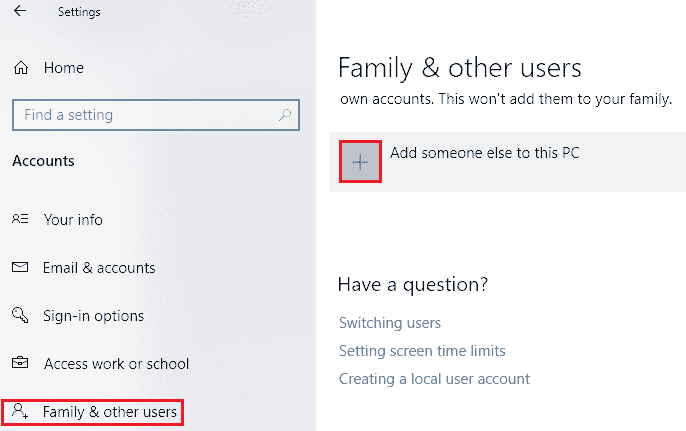 Settings
Home
Find a setting
Accounts
Your info
Email & accounts
Sign-in options
Access work or school
Family & other users
Family & other users
own accounts. This won't add them to your family.
Add someone else to this PC
Have a question?
Switching users
Setting screen time limits
Creating a local user account